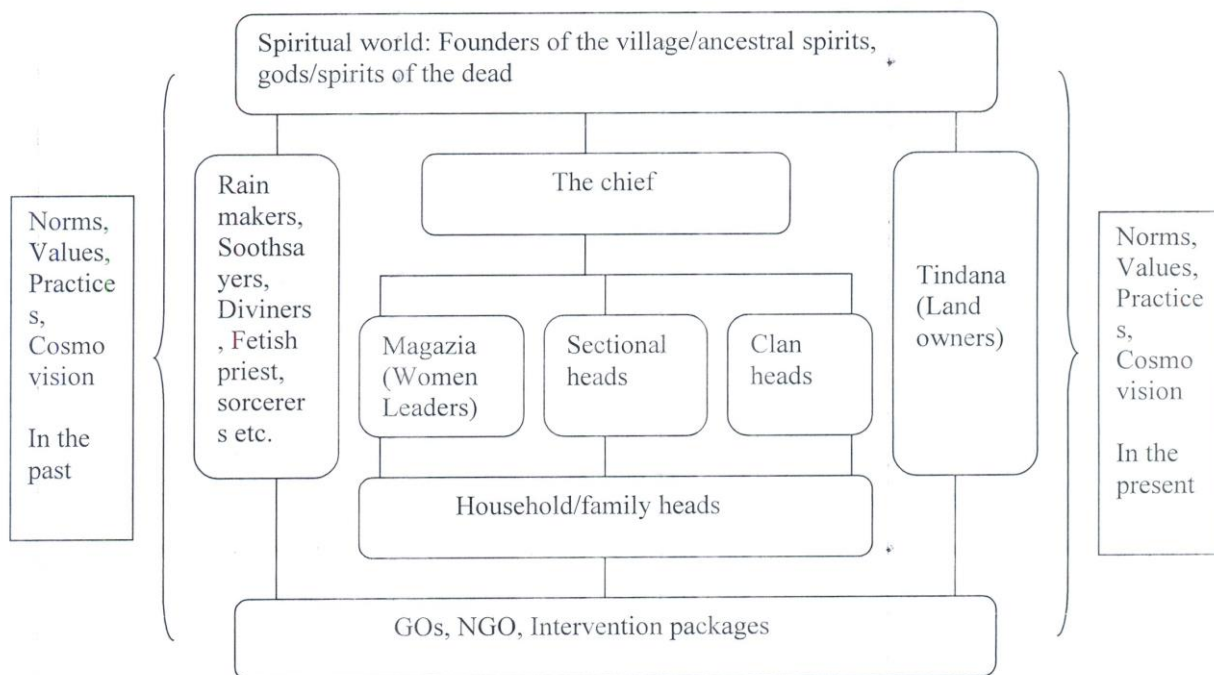 Spiritual world: Founders of the village/ancestral spirits,
gods/spirits of the dead
Norms,
Values,
Practice
s,
Cosmo
vision
In the
past
Rain
makers,
Soothsa
yers,
Diviners
, Fetish
priest,
sorcerer
s etc.
The chief
Magazia
(Women
Leaders)
Sectional
heads
Clan
heads
Household/family heads
Tindana
(Land
owners)
Norms,
Values,
Practice
s,
Cosmo
vision
In the
present
GOs, NGO, Intervention packages